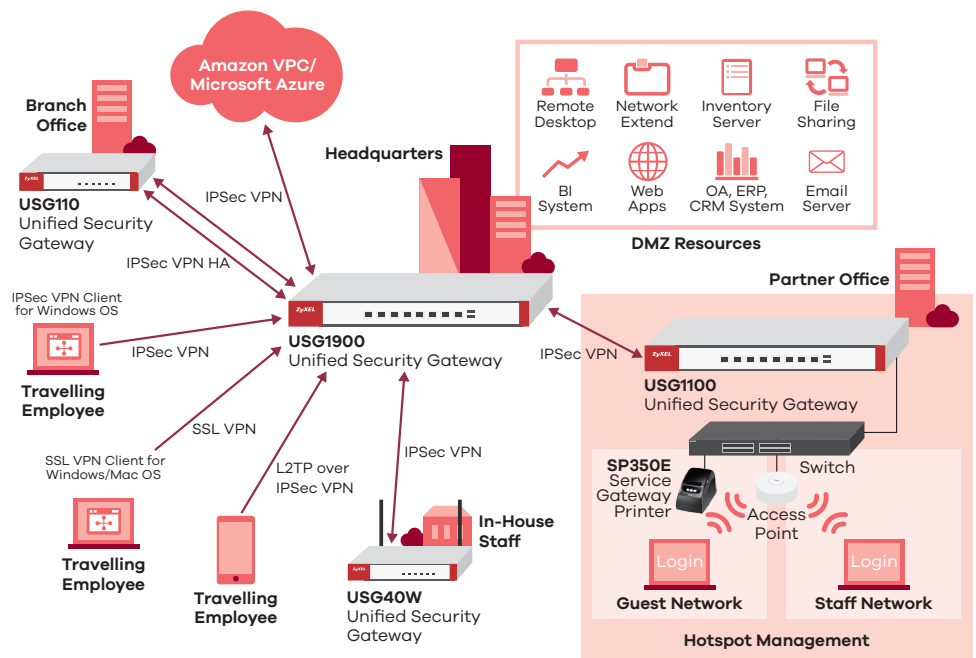 Amazon VPC/
Microsoft Azure
Branch
Office
ZyXEL
USG110
Unified Security
Gateway
IPSec VPN
IPSec VPN HA
Headquarters
Remote
Desktop
Network
Extend
Inventory
Server
File
Sharing
BI
System
Web
Apps
OA, ERP,
CRM System
Email
Server
DMZ Resources
Partner Office
IPSec VPN Client
for Windows OS
IPSec VPN
Travelling
Employee
ZyXEL
USG1900
Unified Security Gateway
IPSec VPN
ZyXEL
USG1100
Unified Security Gateway
SSL VPN
SSL VPN Client for
Windows/Mac OS
Travelling
Employee
L2TP over
IPSec VPN
Travelling
Employee
IPSec VPN
In-House
Staff
ZyXEL
USG40W
Unified Security
Gateway
Switch
SP350E
Service
Gateway
Printer
Access
Point
Login
Guest Network
Login
Staff Network
Hotspot Management